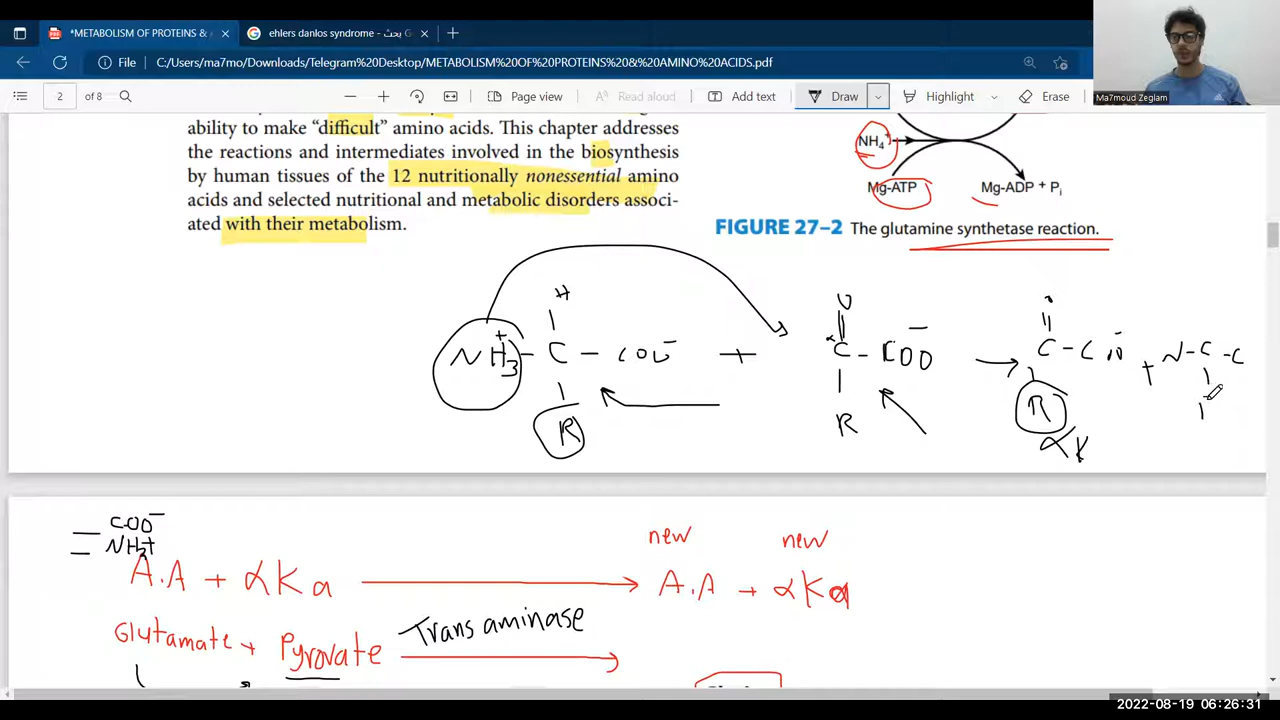 *METABOLISM OF PROTEINS & A
ehlers danlos syndrome - بحث G
File
C:/Users/ma7mo/Downloads/Telegram%20Desktop/METABOLISM%20OF%20PROTEINS%20&%20AMINO%20ACIDS.pdf
2 of 8
Page view
Read aloud
Add text
Draw
Highlight
Erase
Ma7moud Zeglam
ability to make “difficult” amino acids. This chapter addresses
the reactions and intermediates involved in the biosynthesis
by human tissues of the 12 nutritionally nonessential amino
acids and selected nutritional and metabolic disorders associ-
ated with their metabolism.
NH4+
Mg-ATP
Mg-ADP + Pi
FIGURE 27–2 The glutamine synthetase reaction.
H
NH3+ - C - COO-
R
+
O
C - COO-
R
C - C
R
αK
+ N - C - C
COO-
NH3+
A.A + αKa
new new
A.A + αKa
Glutamate + Pyrovate
Trans aminase
2022-08-19 06:26:31